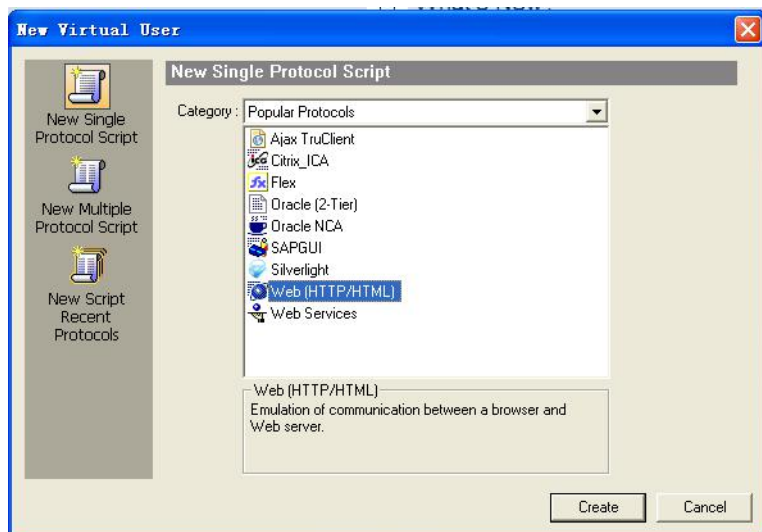 What's New:
New Virtual User
New Single Protocol Script
New Single
Protocol Script
New Multiple
Protocol Script
New Script
Recent
Protocols
Category :
Popular Protocols
Ajax TruClient
Citrix_ICA
Flex
Oracle (2-Tier)
Oracle NCA
SAPGUI
Silverlight
Web (HTTP/HTML)
Web Services
Web (HTTP/HTML)
Emulation of communication between a browser and
Web server.
Create
Cancel